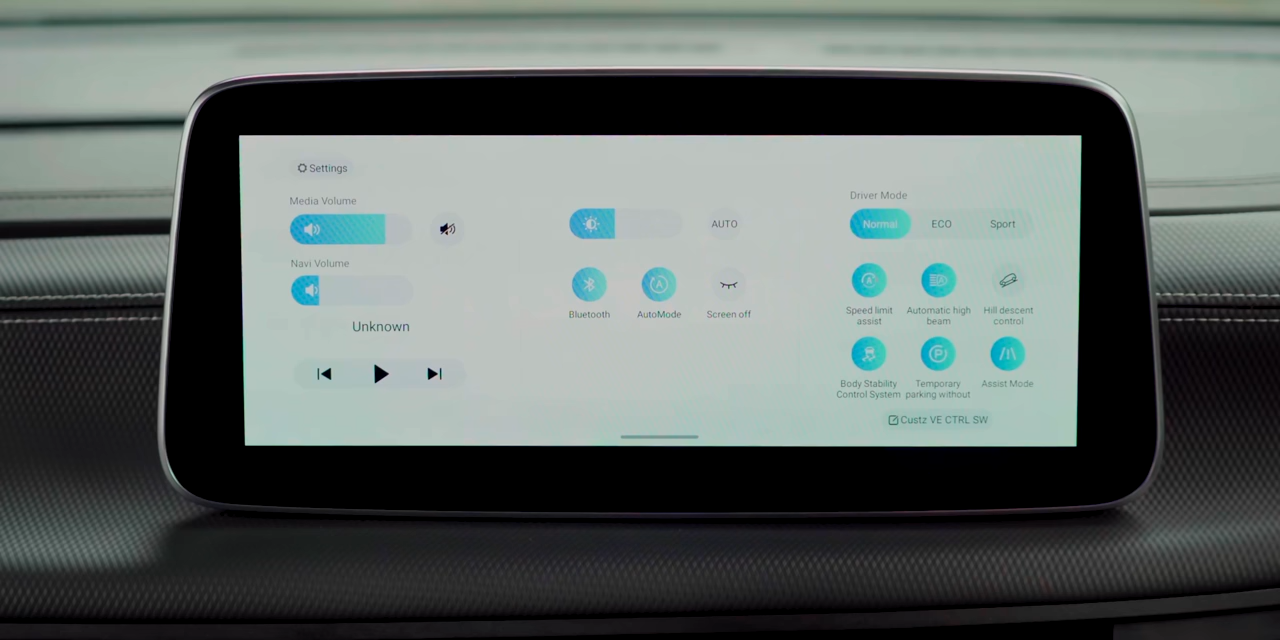 Settings
Media Volume
Navi Volume
Unknown
AUTO
Bluetooth
AutoMode
Screen off
Driver Mode
Normal
ECO
Sport
Speed limit
assist
Automatic high
beam
Hill descent
control
Body Stability
Control System
Temporary
parking without
Assist Mode
Custz VE CTRL SW